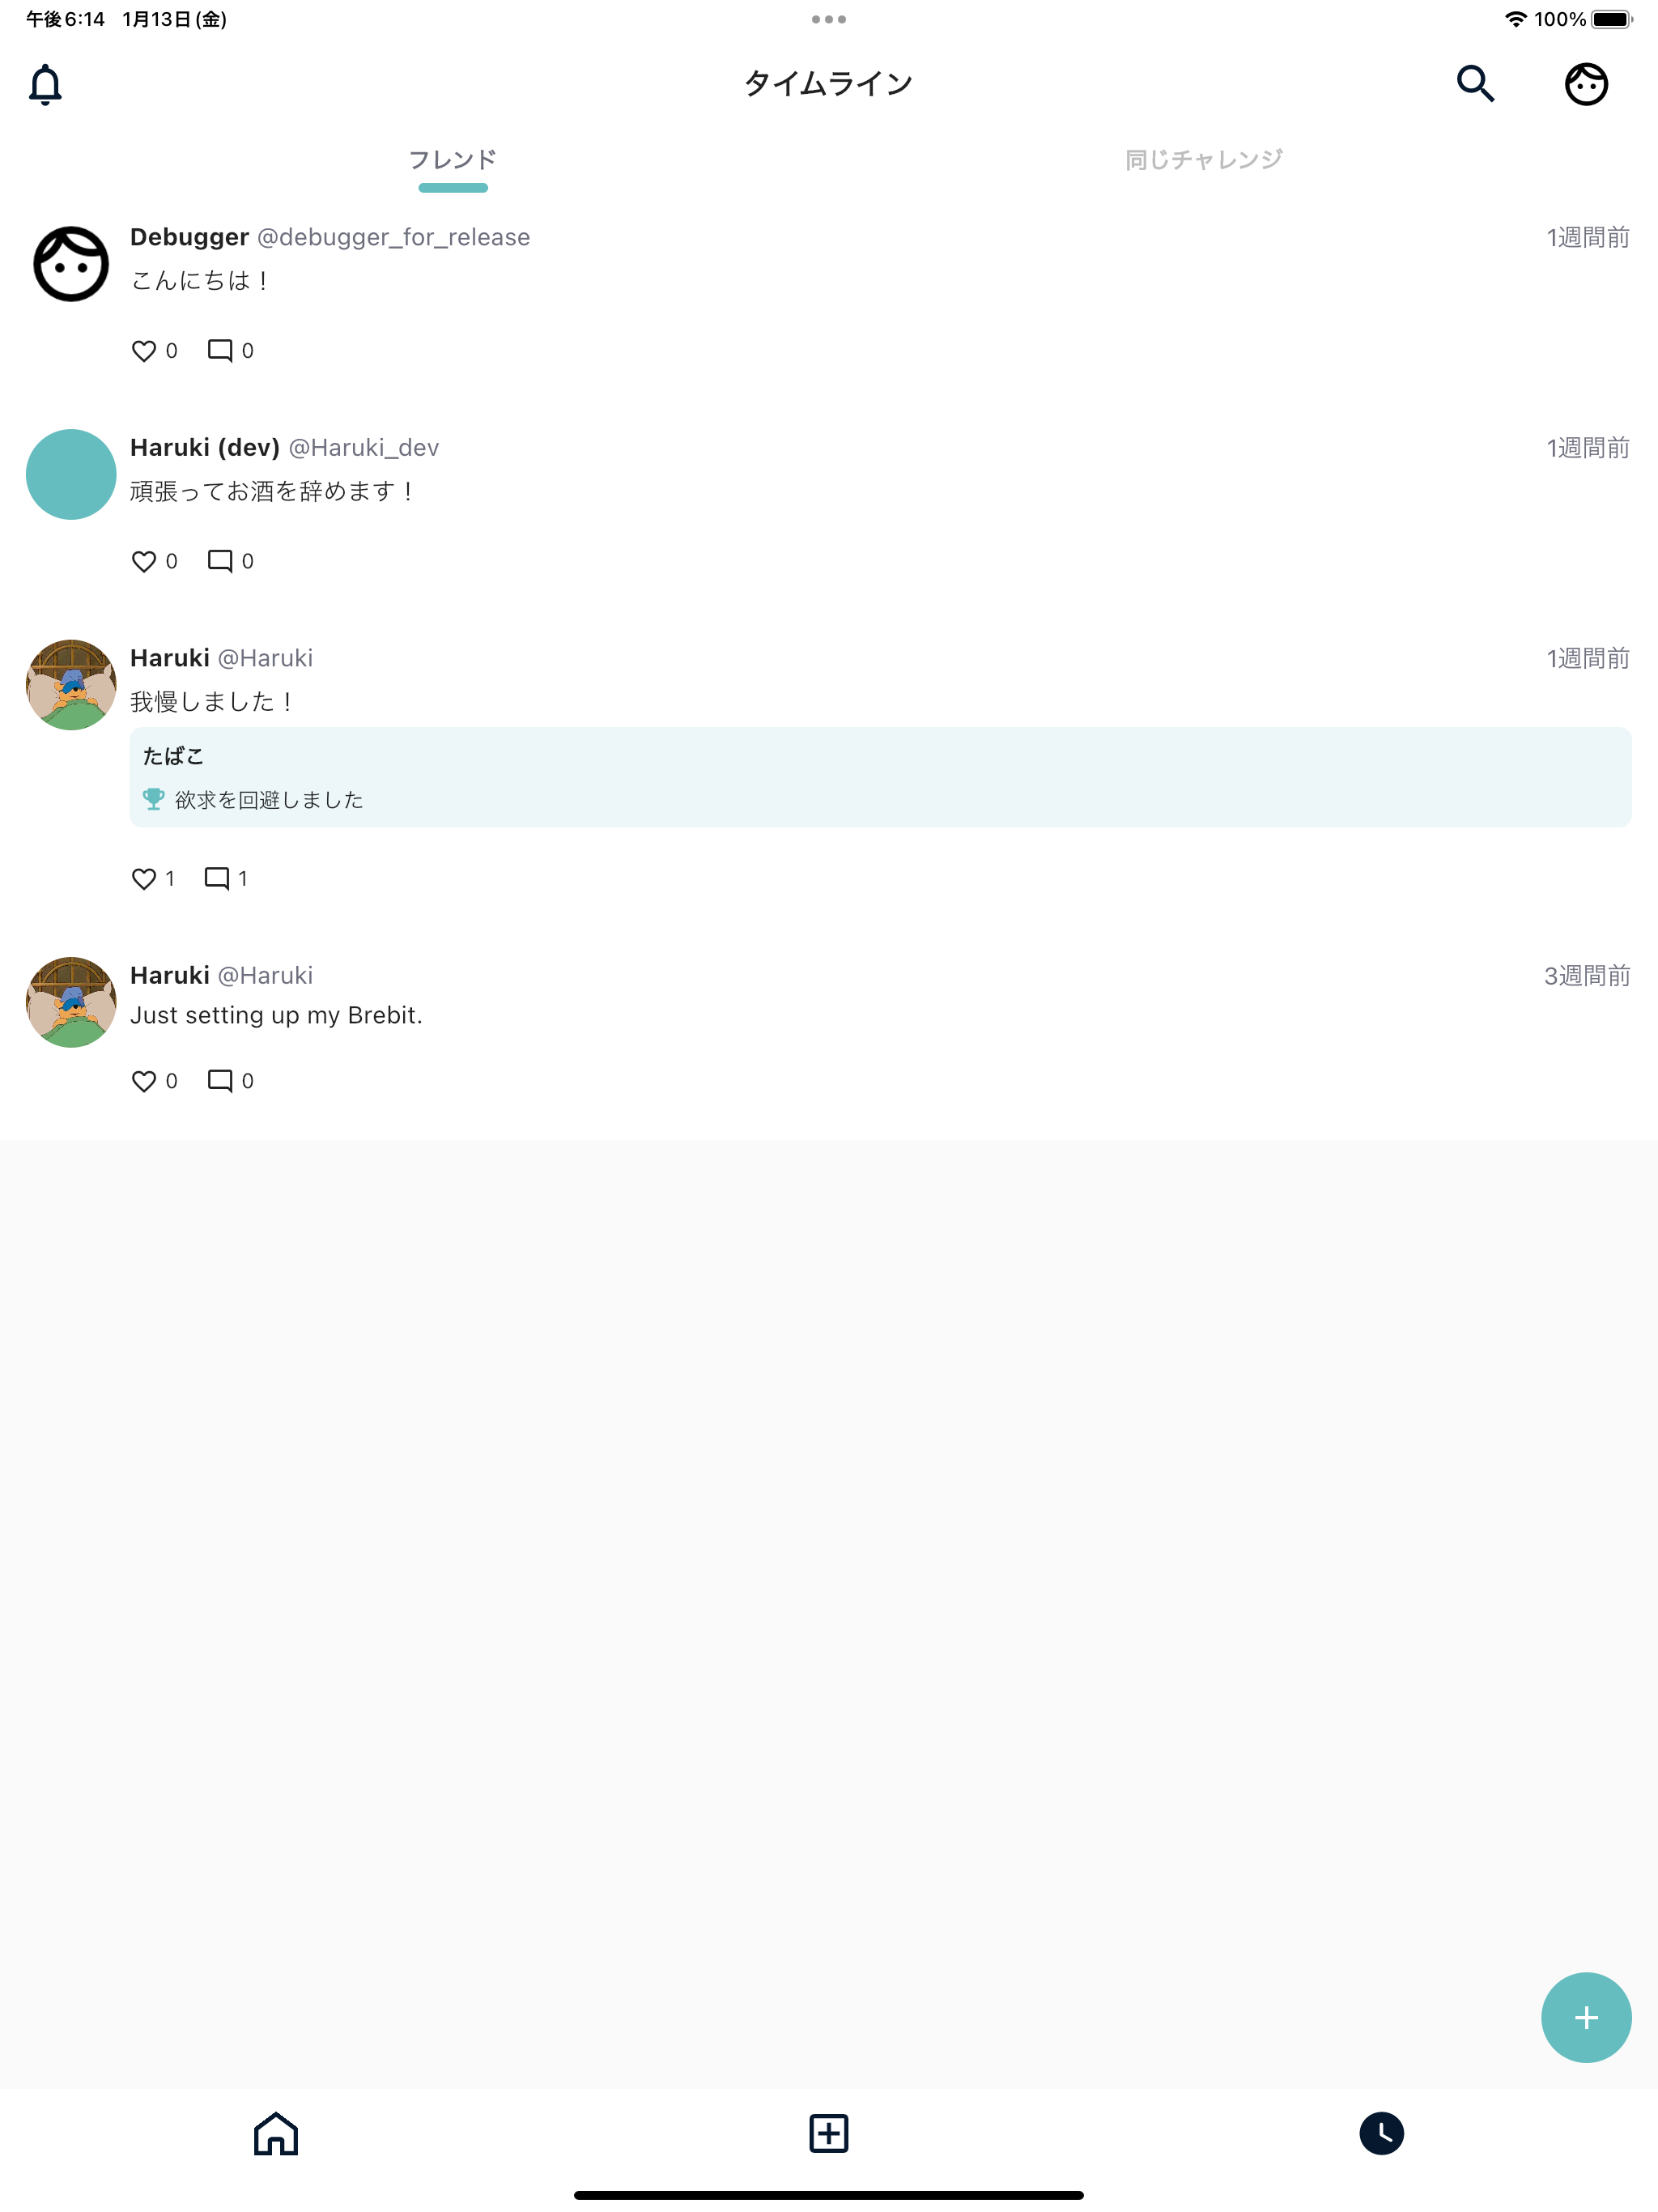 午後6:14 1月13日(金) 100%
タイムライン
フレンド 同じチャレンジ
Debugger @debugger_for_release 1週間前
こんにちは！
0 0
Haruki (dev) @Haruki_dev 1週間前
頑張ってお酒を辞めます！
0 0
Haruki @Haruki 1週間前
我慢しました！
たばこ
欲求を回避しました
1 1
Haruki @Haruki 3週間前
Just setting up my Brebit.
0 0